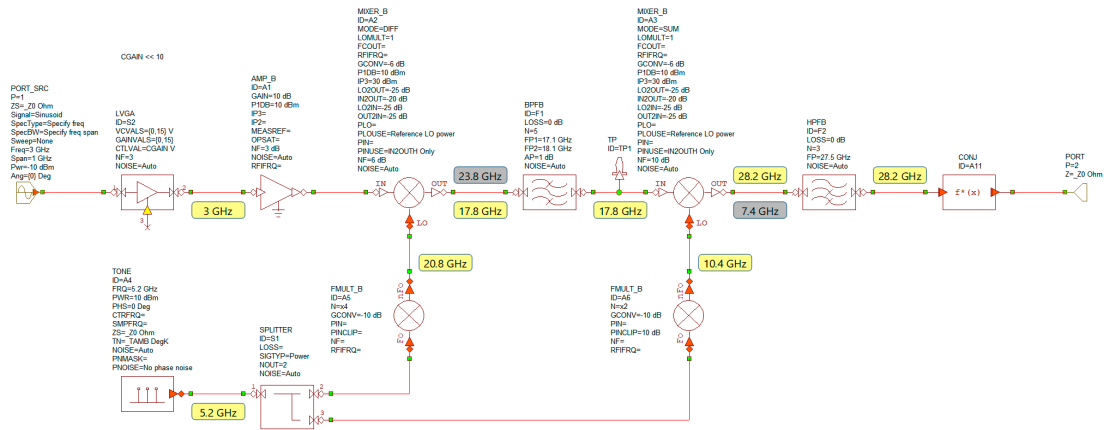 CGAIN << 10
PORT_SRC
P=1
ZS=_Z0 Ohm
Signal=Sinusoid
SpecType=Specify freq
SpecBW=Specify freq span
Sweep=None
Freq=3 GHz
Span=1 GHz
Pwr=-10 dBm
Ang={0} Deg
LVGA
ID=S2
VCVALS={0,15} V
GAINVALS={0,15}
CTLVAL=CGAIN V
NF=3
NOISE=Auto
1
2
3
3 GHz
AMP_B
ID=A1
GAIN=10 dB
P1DB=10 dBm
IP3=
IP2=
MEASREF=
OPSAT=
NF=3 dB
NOISE=Auto
RFIFRQ=
MIXER_B
ID=A2
MODE=DIFF
LOMULT=1
FCOUT=
RFIFRQ=
GCONV=-6 dB
P1DB=10 dBm
IP3=30 dBm
LO2OUT=-25 dB
IN2OUT=-20 dB
LO2IN=-25 dB
OUT2IN=-25 dB
PLO=
PLOUSE=Reference LO power
PIN=
PINUSE=IN2OUTH Only
NF=6 dB
NOISE=Auto
IN
OUT
LO
23.8 GHz
17.8 GHz
BPFB
ID=F1
LOSS=0 dB
N=5
FP1=17.1 GHz
FP2=18.1 GHz
AP=1 dB
NOISE=Auto
TP
ID=TP1
17.8 GHz
MIXER_B
ID=A3
MODE=SUM
LOMULT=1
FCOUT=
RFIFRQ=
GCONV=-6 dB
P1DB=10 dBm
IP3=30 dBm
LO2OUT=-25 dB
IN2OUT=-20 dB
LO2IN=-25 dB
OUT2IN=-25 dB
PLO=
PLOUSE=Reference LO power
PIN=
PINUSE=IN2OUTH Only
NF=10 dB
NOISE=Auto
IN
OUT
LO
28.2 GHz
7.4 GHz
HPFB
ID=F2
LOSS=0 dB
N=3
FP=27.5 GHz
NOISE=Auto
28.2 GHz
CONJ
ID=A11
f*(x)
PORT
P=2
Z=_Z0 Ohm
20.8 GHz
10.4 GHz
TONE
ID=A4
FRQ=5.2 GHz
PWR=10 dBm
PHS=0 Deg
CTRFRQ=
SMPFRQ=
ZS=_Z0 Ohm
TN=_TAMB DegK
NOISE=Auto
PNMASK=
PNOISE=No phase noise
5.2 GHz
SPLITTER
ID=S1
LOSS=
SIGTYP=Power
NOUT=2
NOISE=Auto
1
2
3
FMULT_B
ID=A5
N=x4
GCONV=-10 dB
PIN=
PINCLIP=
NF=
RFIFRQ=
nFo
Fo
FMULT_B
ID=A6
N=x2
GCONV=-10 dB
PIN=
PINCLIP=10 dB
NF=
RFIFRQ=
nFo
Fo